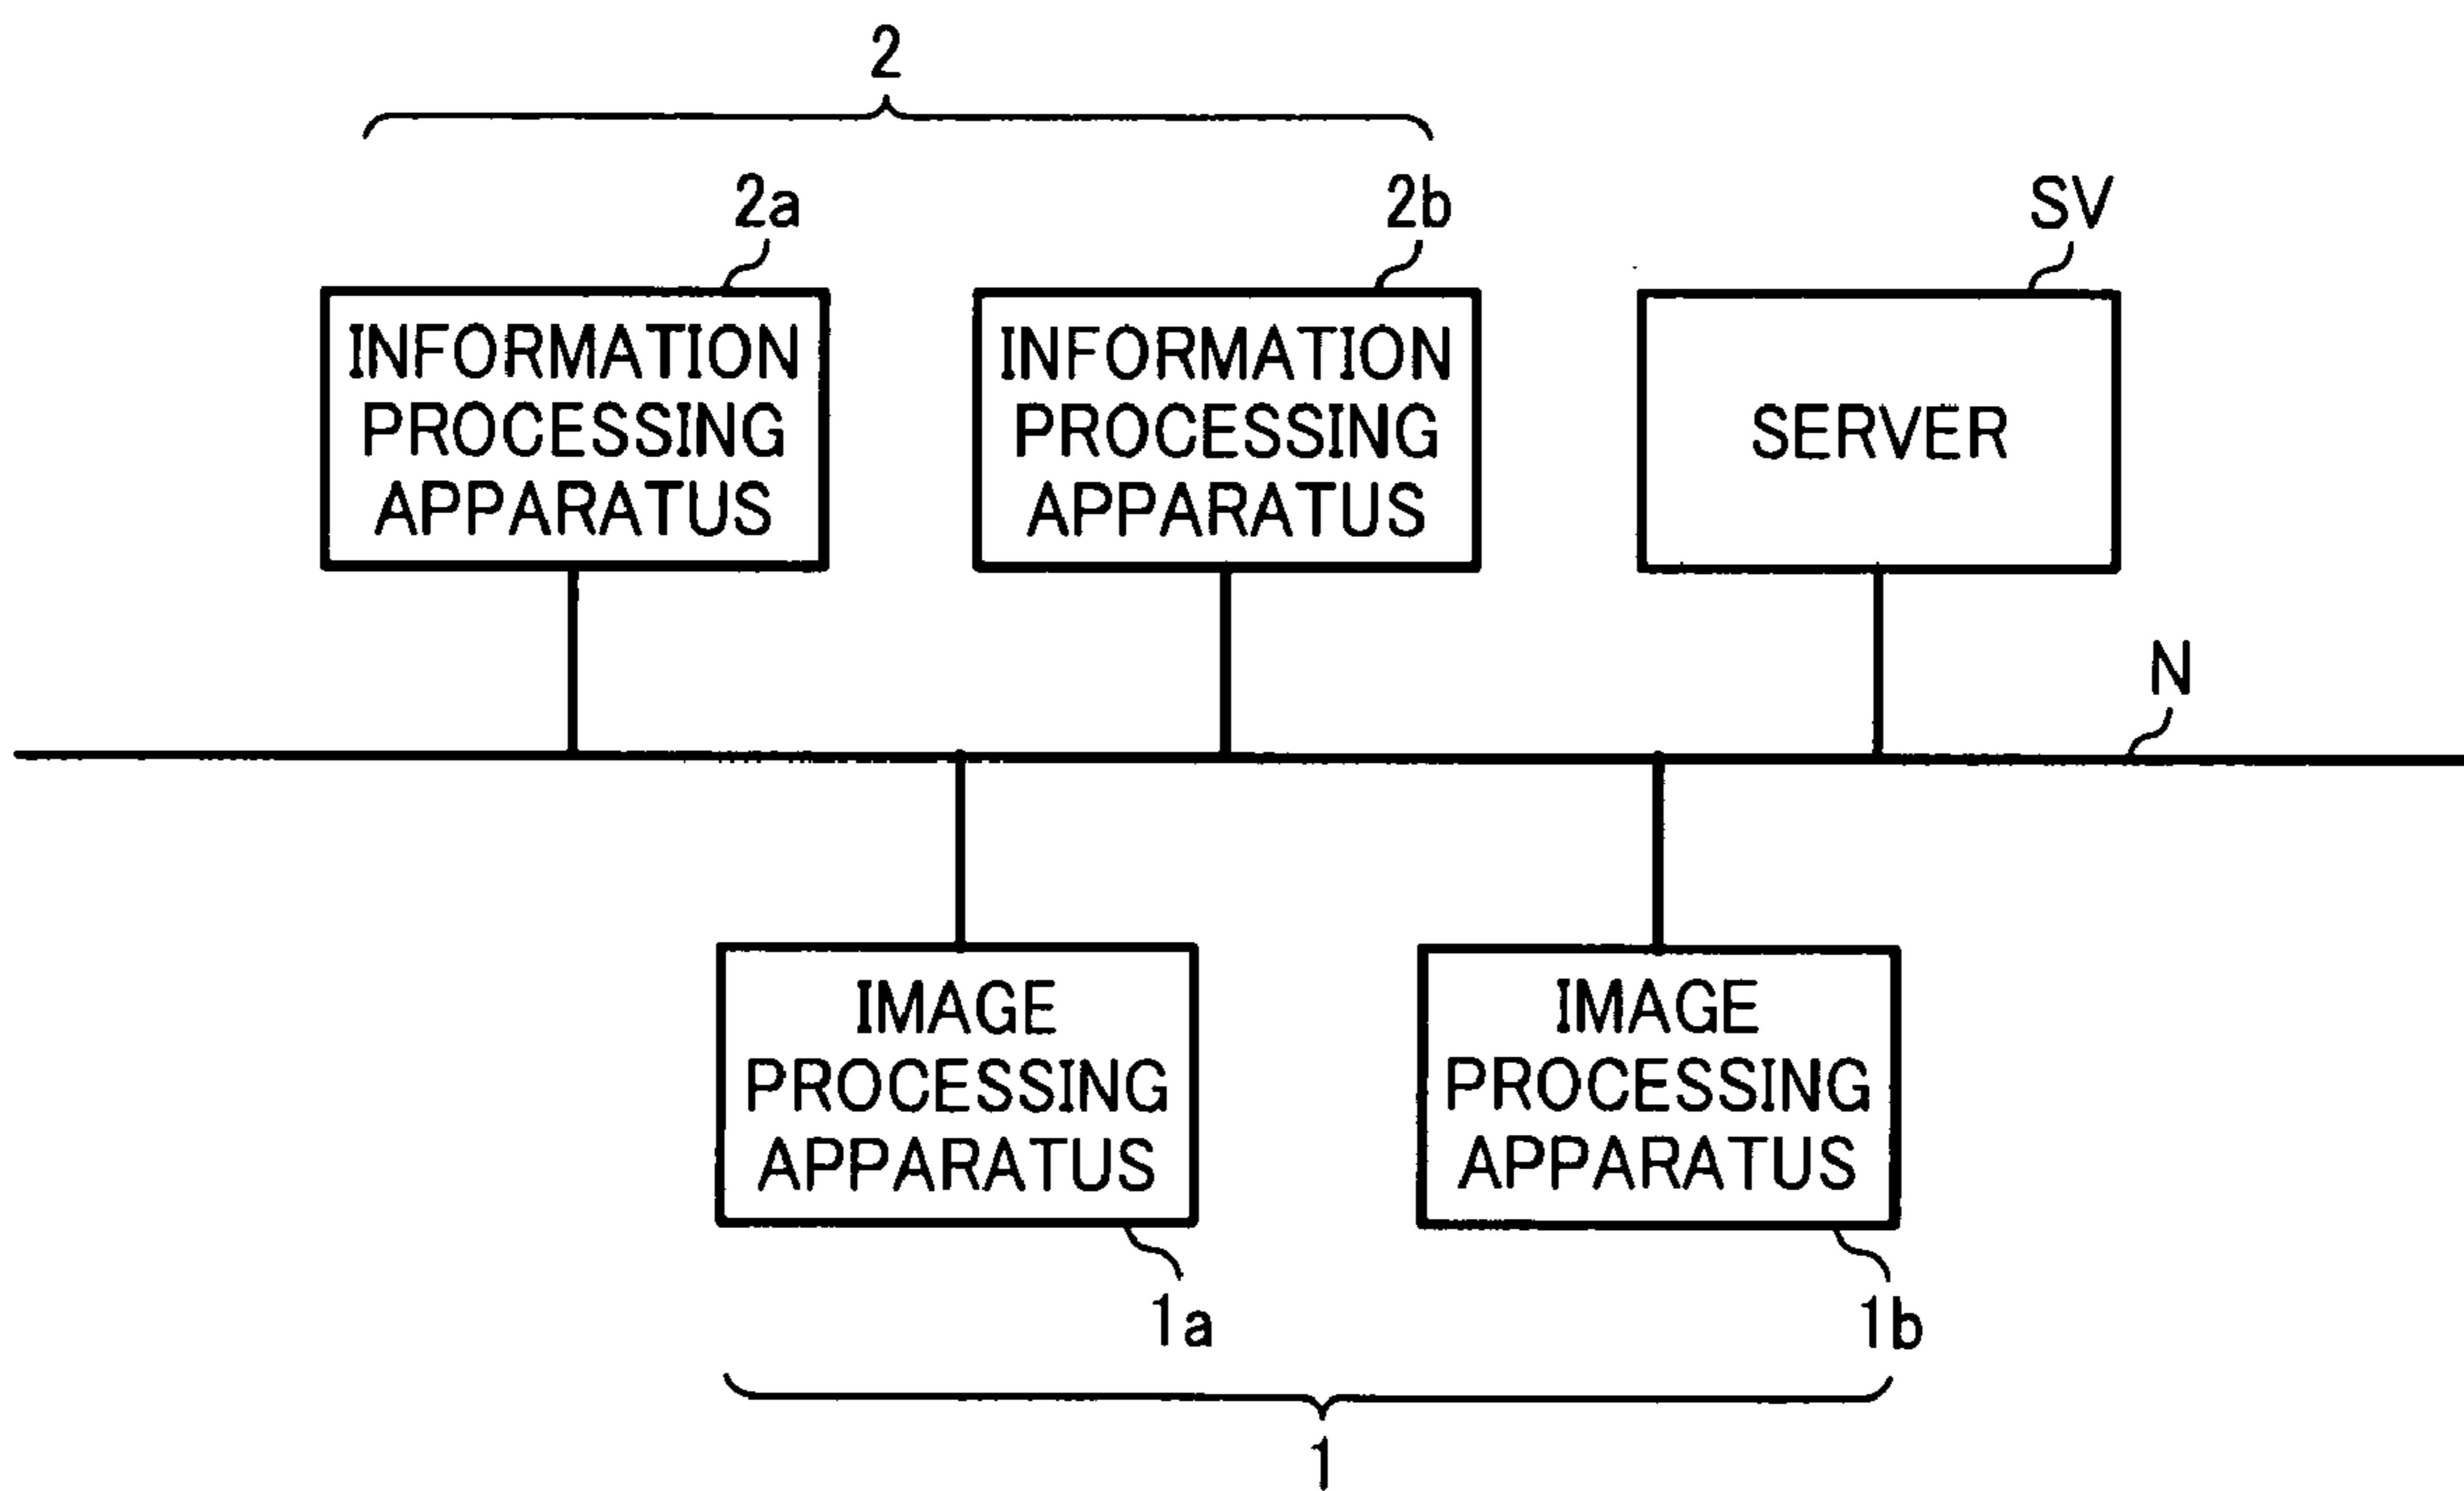 2
2a
2b
SV
INFORMATION
PROCESSING
APPARATUS
INFORMATION
PROCESSING
APPARATUS
SERVER
N
IMAGE
PROCESSING
APPARATUS
IMAGE
PROCESSING
APPARATUS
1a
1b
1